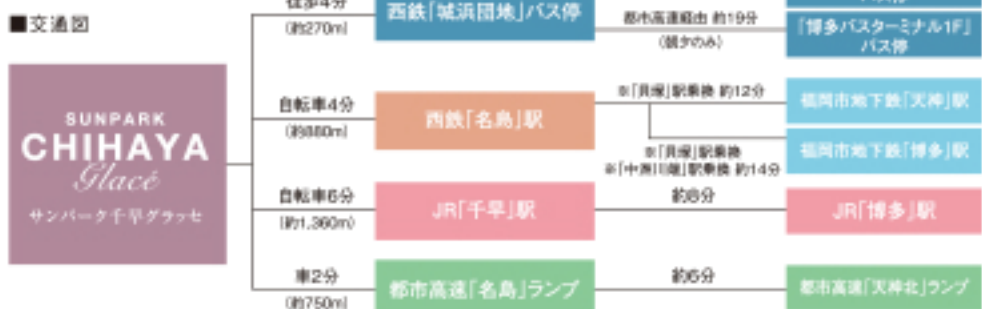 ■交通図
徒歩4分
(約270m)
西鉄「城浜団地」バス停
都市高速経由 約19分
(朝夕のみ)
「博多バスターミナル1F」
バス停
SUNPARK
CHIHAYA
Glacé
サンパーク千早グラッセ
自転車4分
(約880m)
西鉄「名島」駅
※「貝塚」駅乗換 約12分
福岡市地下鉄「天神」駅
※「貝塚」駅乗換
※「中洲川端」駅乗換 約14分
福岡市地下鉄「博多」駅
自転車6分
(約1,360m)
JR「千早」駅
約8分
JR「博多」駅
車2分
(約750m)
都市高速「名島」ランプ
約6分
都市高速「天神北」ランプ